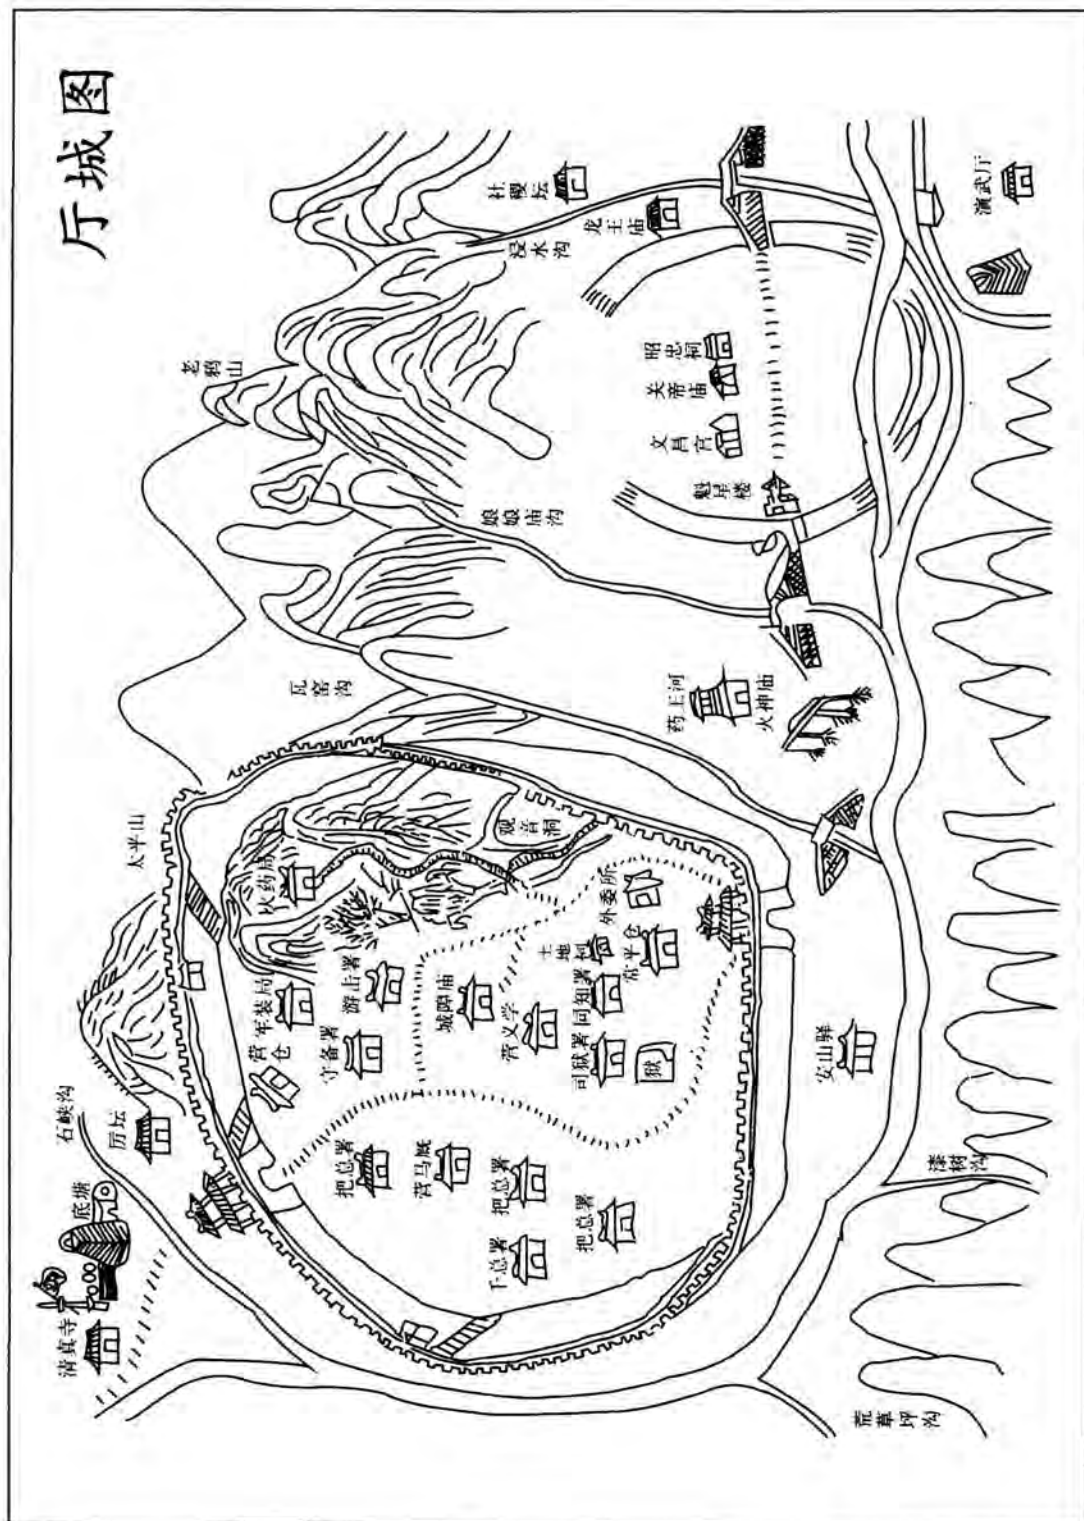 厅城图
清真寺
底塘
石峡沟
厉坛
太平山
瓦窑沟
老鸦山
娘娘庙沟
浸水沟
社稷坛
龙王庙
昭忠祠
关帝庙
文昌宫
魁星楼
火神庙
火药局
观音洞
营仓
军装局
守备署
游击署
城隍庙
营义学
土地祠
外委所
常平仓
同知署
司獄署
獄
把总署
营马厩
把总署
千总署
把总署
安山驿
漆树沟
荒草坪沟
演武厅